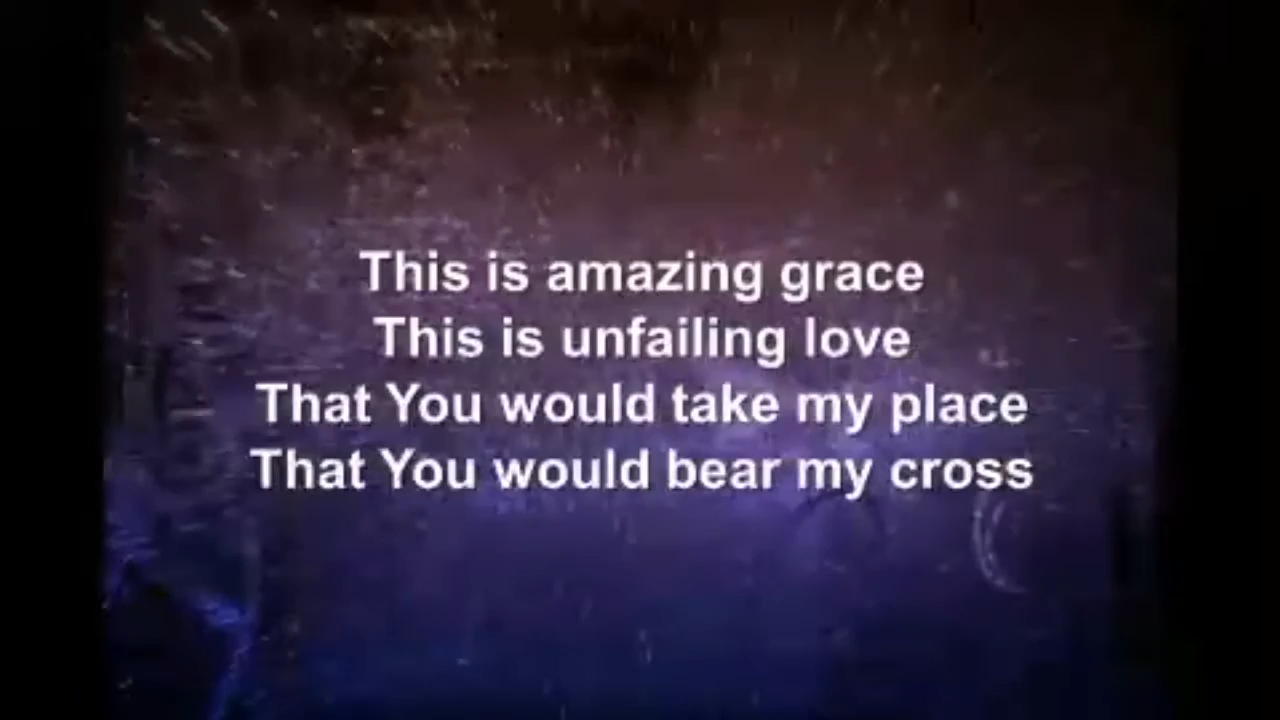 This is amazing grace
This is unfailing love
That You would take my place
That You would bear my cross